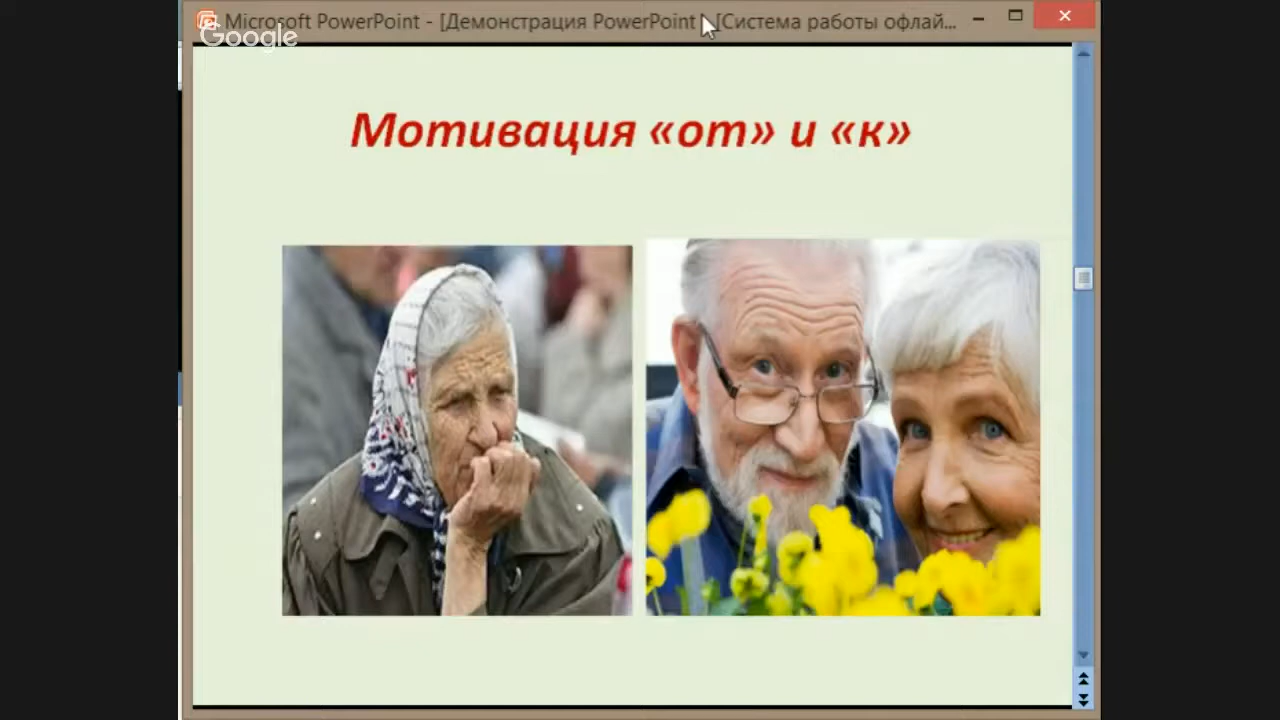 Microsoft PowerPoint - [Демонстрация PowerPoint] [Система работы офлай...
Google
Мотивация «от» и «к»